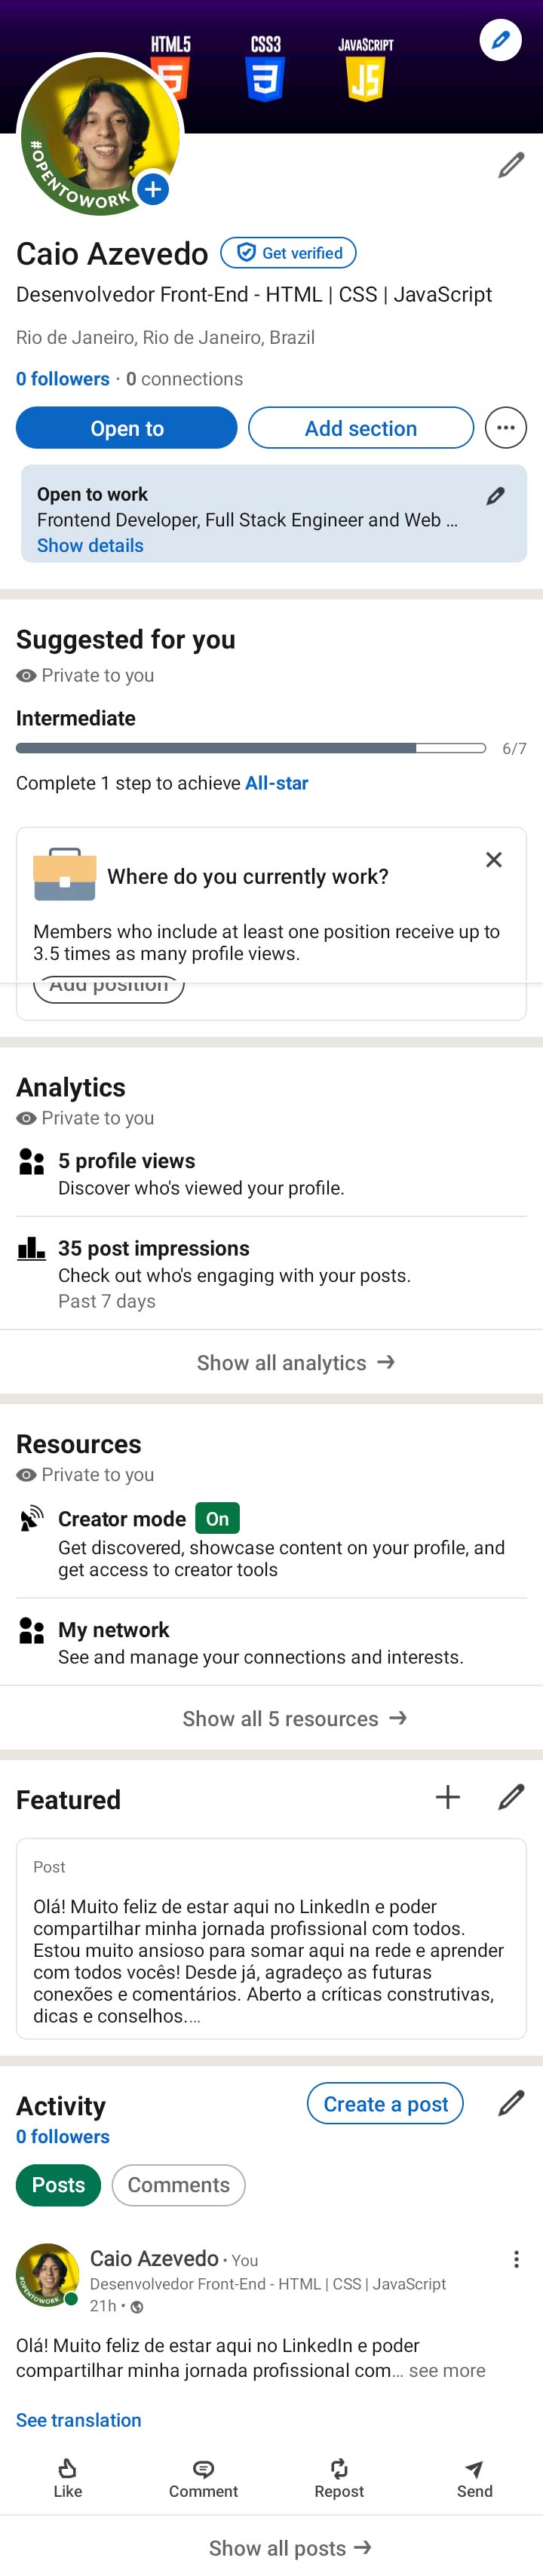 HTML5 CSS3 JAVASCRIPT
5 3 JS
#OPENTOWORK
Caio Azevedo Get verified
Desenvolvedor Front-End - HTML | CSS | JavaScript
Rio de Janeiro, Rio de Janeiro, Brazil
0 followers · 0 connections
Open to Add section
Open to work
Frontend Developer, Full Stack Engineer and Web ...
Show details
Suggested for you
Private to you
Intermediate
6/7
Complete 1 step to achieve All-star
Where do you currently work?
Members who include at least one position receive up to
3.5 times as many profile views.
Add position
Analytics
Private to you
5 profile views
Discover who's viewed your profile.
35 post impressions
Check out who's engaging with your posts.
Past 7 days
Show all analytics →
Resources
Private to you
Creator mode On
Get discovered, showcase content on your profile, and
get access to creator tools
My network
See and manage your connections and interests.
Show all 5 resources →
Featured
Post
Olá! Muito feliz de estar aqui no LinkedIn e poder
compartilhar minha jornada profissional com todos.
Estou muito ansioso para somar aqui na rede e aprender
com todos vocês! Desde já, agradeço as futuras
conexões e comentários. Aberto a críticas construtivas,
dicas e conselhos.…
Activity Create a post
0 followers
Posts Comments
#OPENTOWORK
Caio Azevedo • You
Desenvolvedor Front-End - HTML | CSS | JavaScript
21h •
Olá! Muito feliz de estar aqui no LinkedIn e poder
compartilhar minha jornada profissional com… see more
See translation
Like Comment Repost Send
Show all posts →